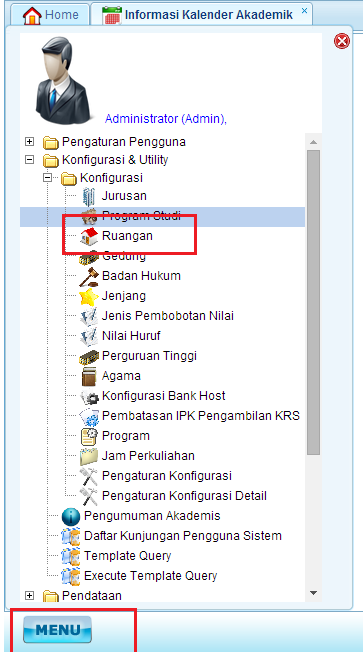 Home
Informasi Kalender Akademik
Administrator (Admin),
Pengaturan Pengguna
Konfigurasi & Utility
Konfigurasi
Jurusan
Program Studi
Ruangan
Gedung
Badan Hukum
Jenjang
Jenis Pembobotan Nilai
Nilai Huruf
Perguruan Tinggi
Agama
Konfigurasi Bank Host
Pembatasan IPK Pengambilan KRS
Program
Jam Perkuliahan
Pengaturan Konfigurasi
Pengaturan Konfigurasi Detail
Pengumuman Akademis
Daftar Kunjungan Pengguna Sistem
Template Query
Execute Template Query
Pendataan
MENU